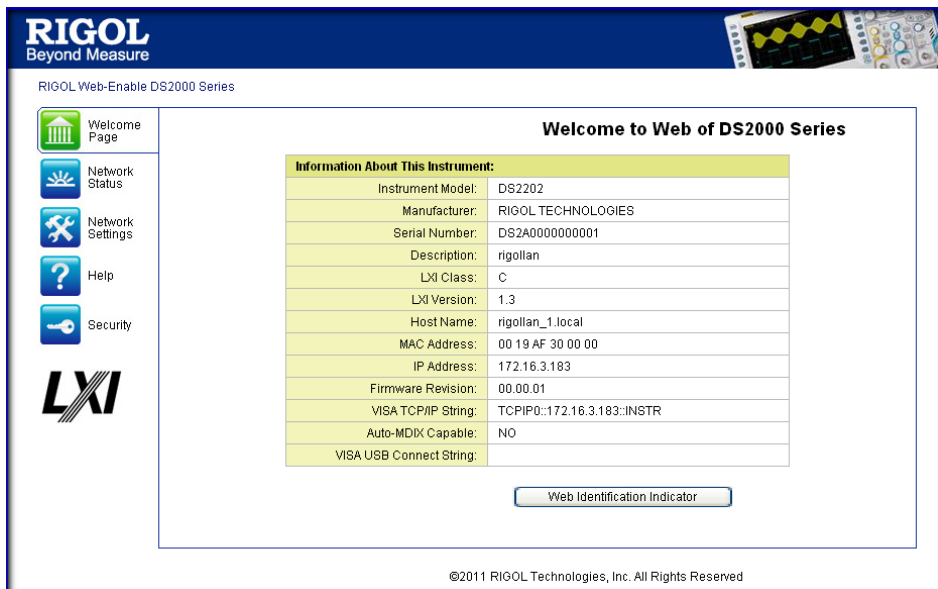 RIGOL
Beyond Measure
RIGOL Web-Enable DS2000 Series
Welcome
Page
Network
Status
Network
Settings
Help
Security
LXI
Welcome to Web of DS2000 Series
Information About This Instrument:
Instrument Model: DS2202
Manufacturer: RIGOL TECHNOLOGIES
Serial Number: DS2A0000000001
Description: rigollan
LXI Class: C
LXI Version: 1.3
Host Name: rigollan_1.local
MAC Address: 00 19 AF 30 00 00
IP Address: 172.16.3.183
Firmware Revision: 00.00.01
VISA TCP/IP String: TCPIP0::172.16.3.183::INSTR
Auto-MDIX Capable: NO
VISA USB Connect String:
Web Identification Indicator
©2011 RIGOL Technologies, Inc. All Rights Reserved